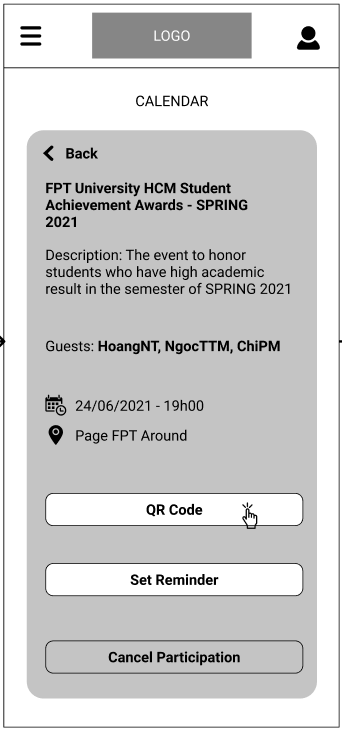 LOGO
CALENDAR
Back
FPT University HCM Student
Achievement Awards - SPRING
2021
Description: The event to honor
students who have high academic
result in the semester of SPRING 2021
Guests: HoangNT, NgocTTM, ChiPM
24/06/2021 - 19h00
Page FPT Around
QR Code
Set Reminder
Cancel Participation